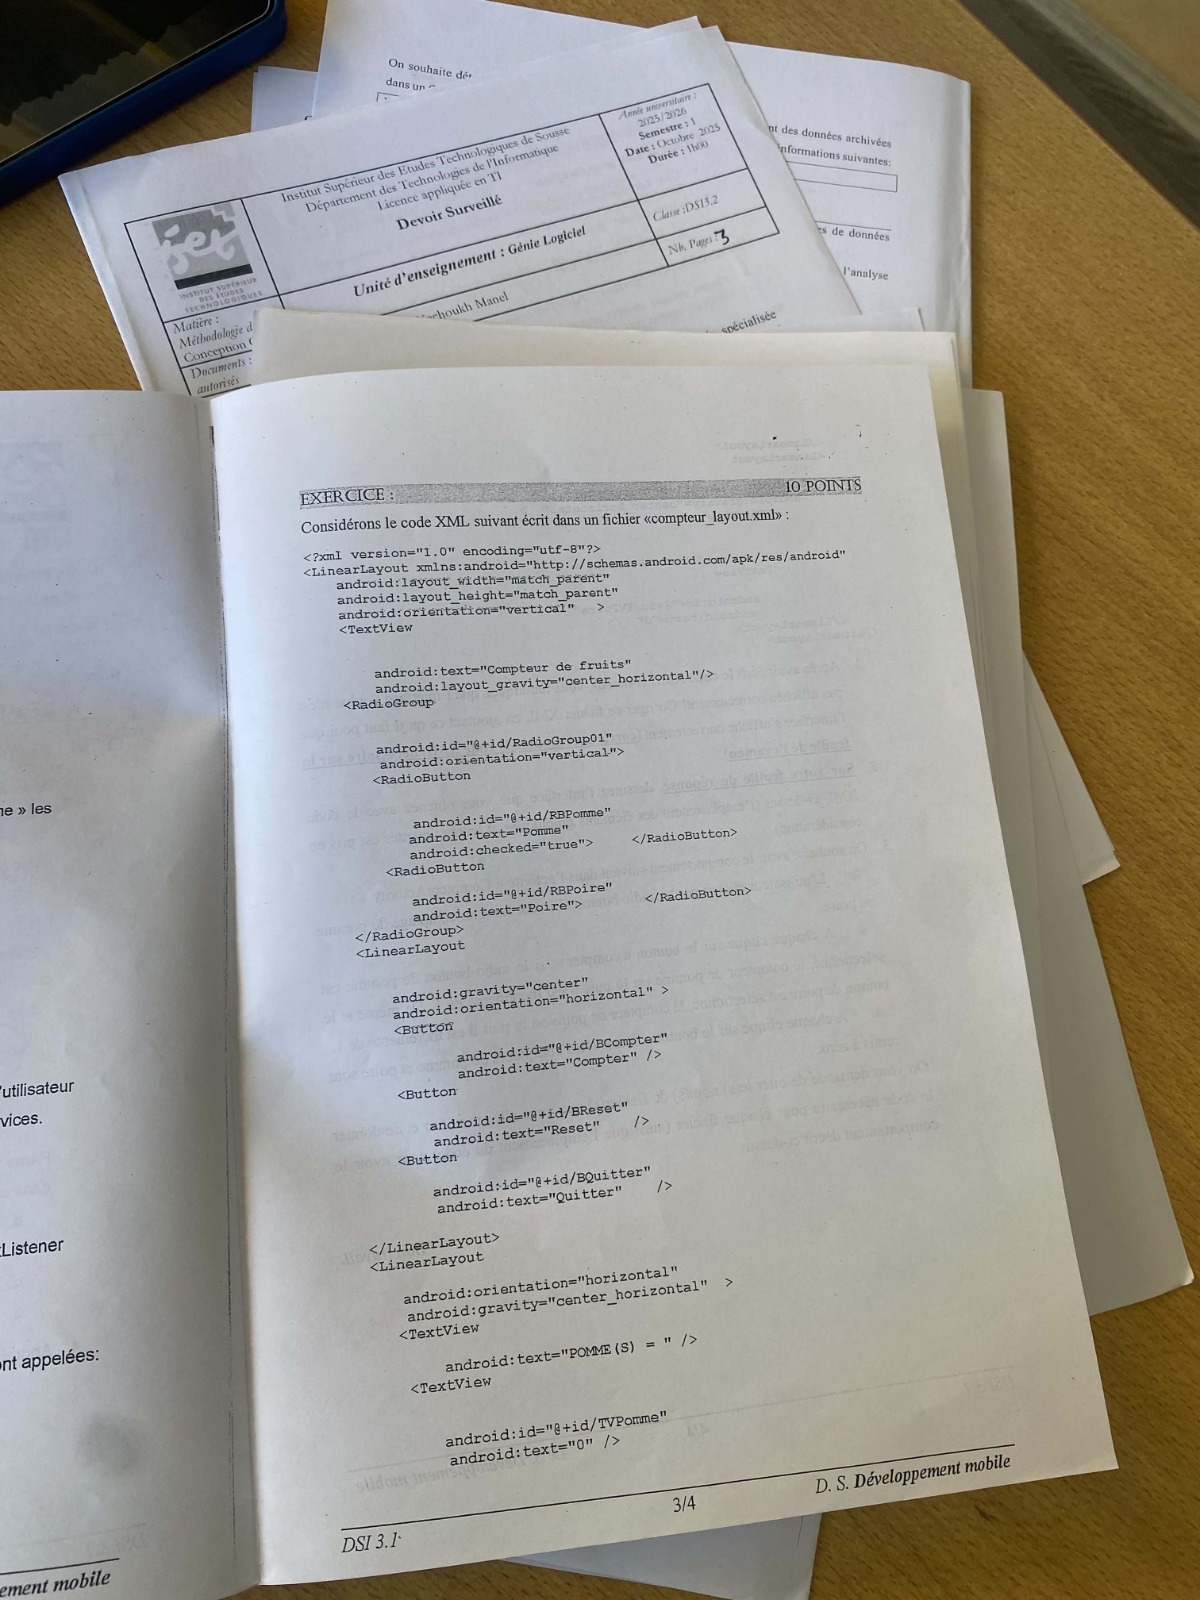 On souhaite
dans un
nt des données archivées
informations suivantes:
de données
l'analyse
Institut Supérieur des Etudes Technologiques de Sousse
Département des Technologies de l'Informatique
Licence appliquée en TI
Devoir Surveillé
Année universitaire :
2025/2026
Semestre : 1
Date : Octobre 2025
Durée : 1h00
iset
INSTITUT SUPÉRIEUR
DES ETUDES
TECHNOLOGIQUES
Unité d'enseignement : Génie Logiciel
Classe :DSI3.2
Nb. Pages : 3
Matière :
Méthodologie d
Conception
Manel
Documents :
autorisés
spécialisée
EXERCICE : 10 POINTS
Considérons le code XML suivant écrit dans un fichier «compteur_layout.xml» :
<?xml version="1.0" encoding="utf-8"?>
<LinearLayout xmlns:android="http://schemas.android.com/apk/res/android"
android:layout_width="match_parent"
android:layout_height="match_parent"
android:orientation="vertical" >
<TextView
android:text="Compteur de fruits"
android:layout_gravity="center_horizontal"/>
<RadioGroup
android:id="@+id/RadioGroup01"
android:orientation="vertical">
<RadioButton
android:id="@+id/RBPomme"
android:text="Pomme"
android:checked="true"> </RadioButton>
<RadioButton
android:id="@+id/RBPoire"
android:text="Poire"> </RadioButton>
</RadioGroup>
<LinearLayout
android:gravity="center"
android:orientation="horizontal" >
<Button
android:id="@+id/BCompter"
android:text="Compter" />
<Button
android:id="@+id/BReset"
android:text="Reset" />
<Button
android:id="@+id/BQuitter"
android:text="Quitter" />
</LinearLayout>
<LinearLayout
android:orientation="horizontal"
android:gravity="center_horizontal" >
<TextView
android:text="POMME(S) = " />
<TextView
android:id="@+id/TVPomme"
android:text="0" />
DSI 3.1
3/4
D. S. Développement mobile
ne » les
'utilisateur
vices.
Listener
nt appelées:
ement mobile